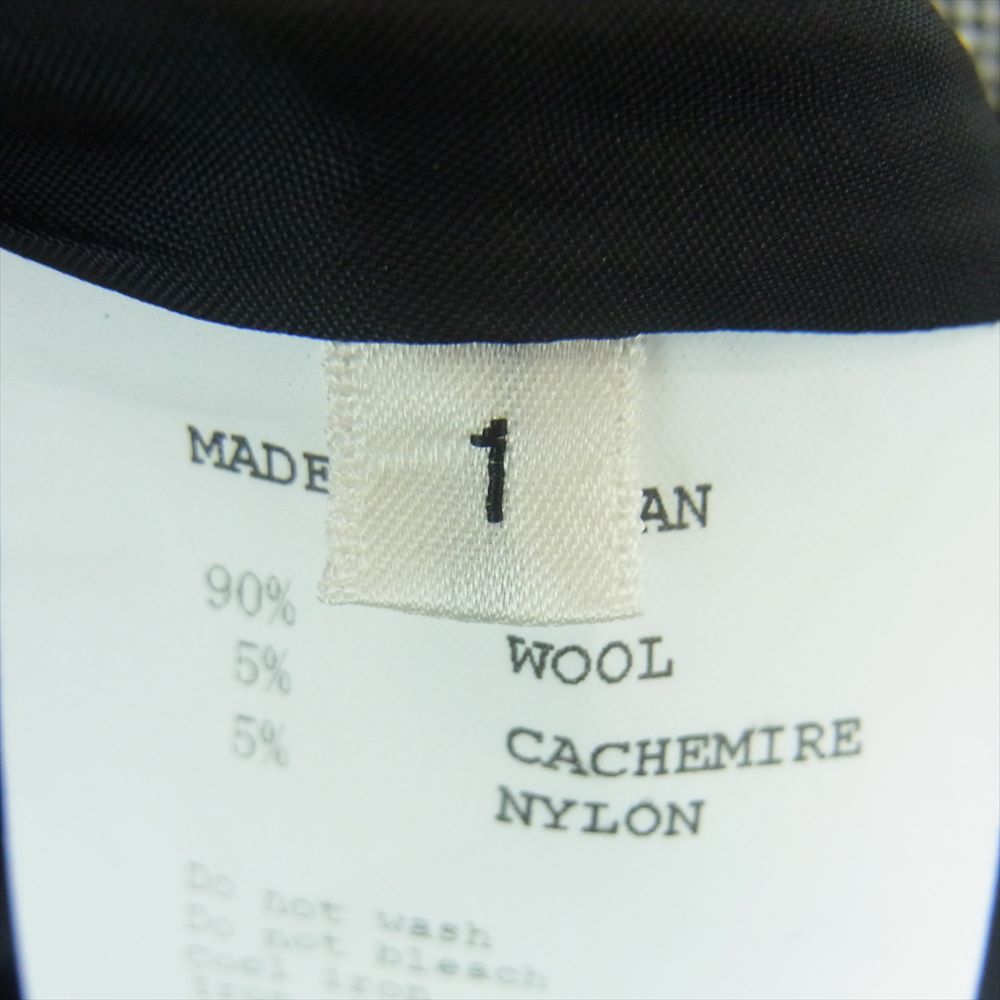 1
MADE AN
90% WOOL
5% CACHEMIRE
5% NYLON
Do not wash
Do not bleach
Cool iron